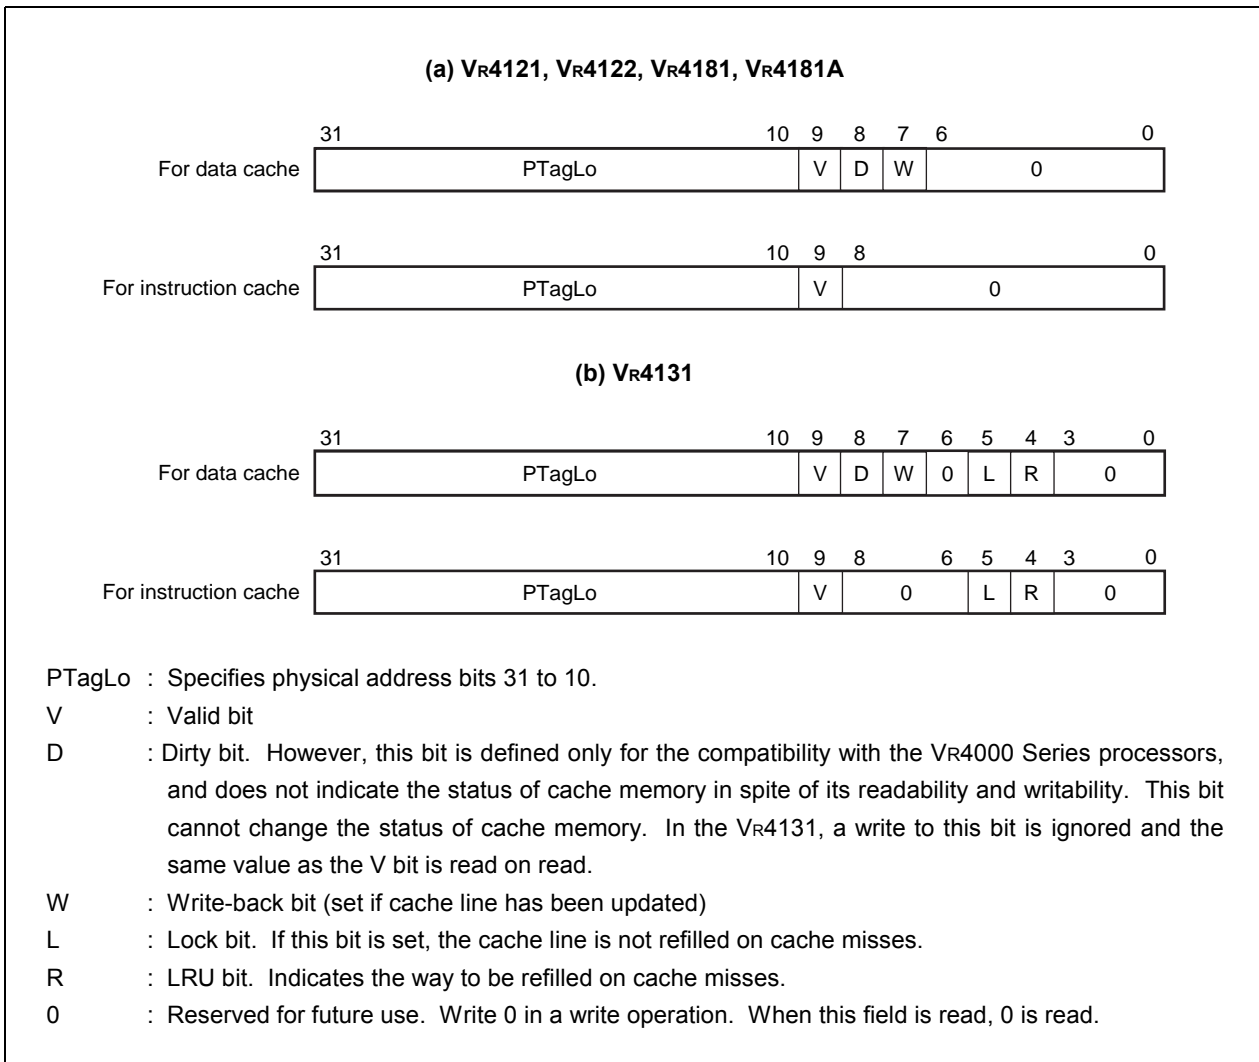 (a) VR4121, VR4122, VR4181, VR4181A
31 10 9 8 7 6 0
For data cache PTagLo V D W 0
31 10 9 8 0
For instruction cache PTagLo V 0
(b) VR4131
31 10 9 8 7 6 5 4 3 0
For data cache PTagLo V D W 0 L R 0
31 10 9 8 6 5 4 3 0
For instruction cache PTagLo V 0 L R 0
PTagLo : Specifies physical address bits 31 to 10.
V : Valid bit
D : Dirty bit. However, this bit is defined only for the compatibility with the VR4000 Series processors,
and does not indicate the status of cache memory in spite of its readability and writability. This bit
cannot change the status of cache memory. In the VR4131, a write to this bit is ignored and the
same value as the V bit is read on read.
W : Write-back bit (set if cache line has been updated)
L : Lock bit. If this bit is set, the cache line is not refilled on cache misses.
R : LRU bit. Indicates the way to be refilled on cache misses.
0 : Reserved for future use. Write 0 in a write operation. When this field is read, 0 is read.